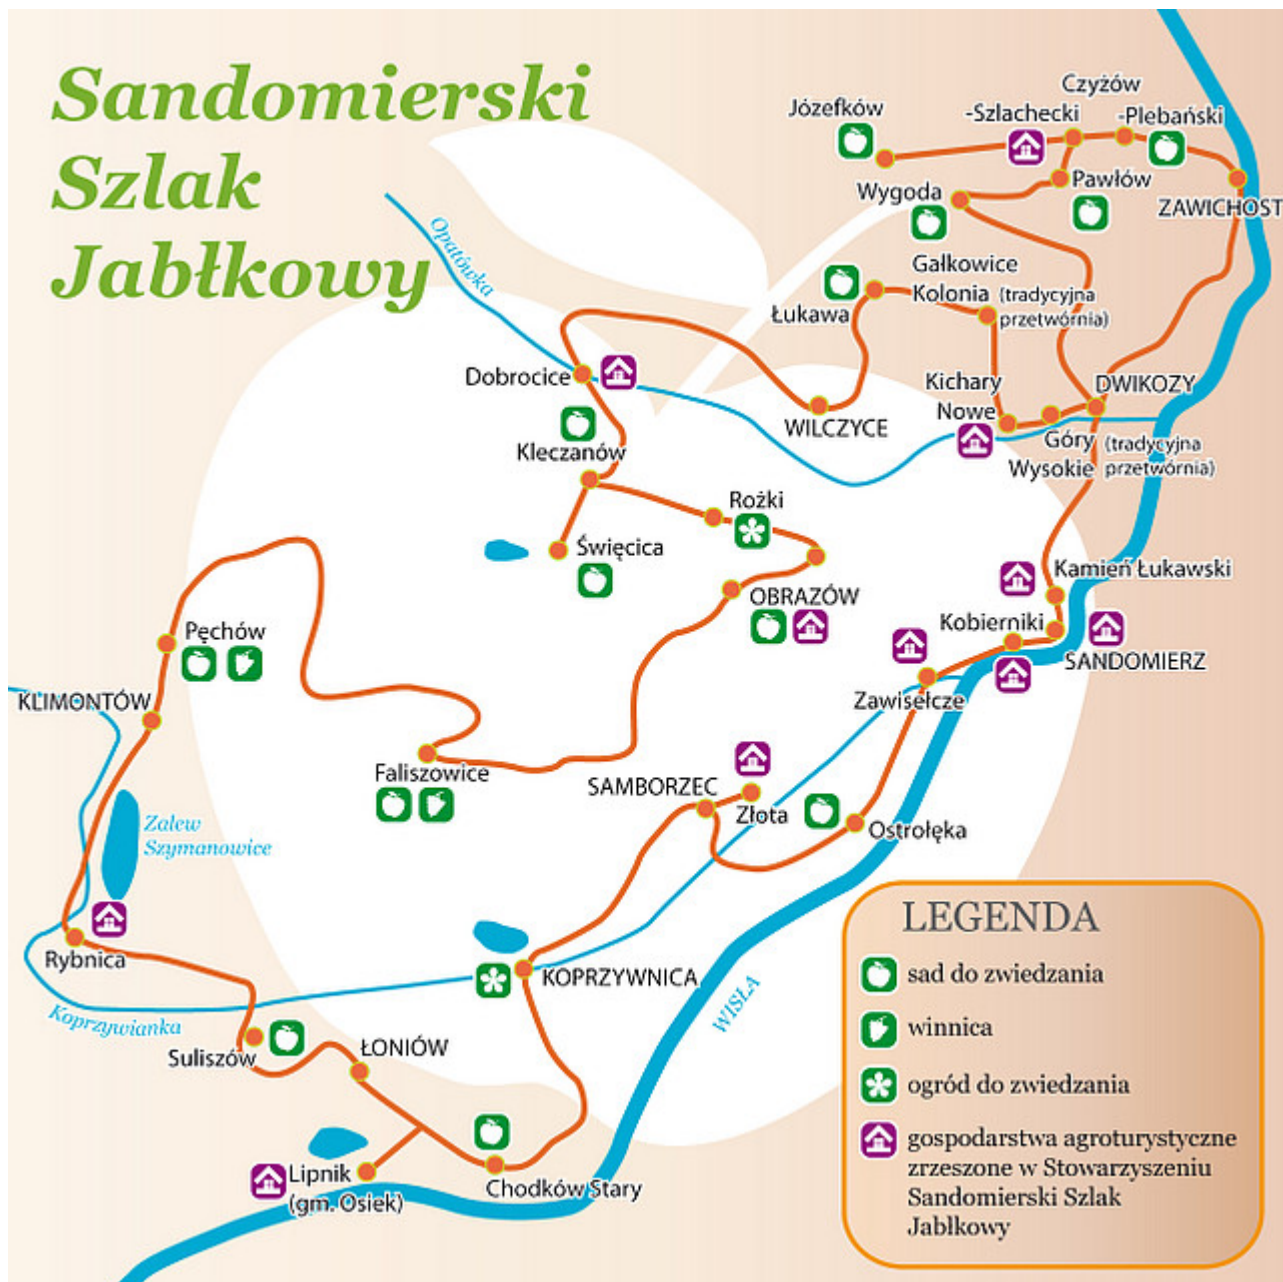 Sandomierski
Szlak
Jabłkowy
Czyżów
-Szlachecki
-Plebański
Józefków
Wygoda
Pawłów
ZAWICHOST
Opatówka
Gałkowice
Kolonia (tradycyjna
przetwórnia)
Łukawa
Dobrocice
Kichary
Nowe
DWIKOZY
WILCZYCE
Góry
Wysokie
(tradycyjna
przetwórnia)
Kleczanów
Rożki
Święcica
Kamień Łukawski
OBRAZÓW
Kobierniki
Pęchów
SANDOMIERZ
KLIMONTÓW
Zawisełcze
Faliszowice
SAMBORZEC
Złota
Ostrołęka
Zalew
Szymanowice
Rybnica
KOPRZYWNICA
WISŁA
Koprzywianka
Suliszów
ŁONIÓW
Lipnik
(gm. Osiek)
Chodków Stary
LEGENDA
sad do zwiedzania
winnica
ogród do zwiedzania
gospodarstwa agroturystyczne
zrzeszone w Stowarzyszeniu
Sandomierski Szlak
Jabłkowy